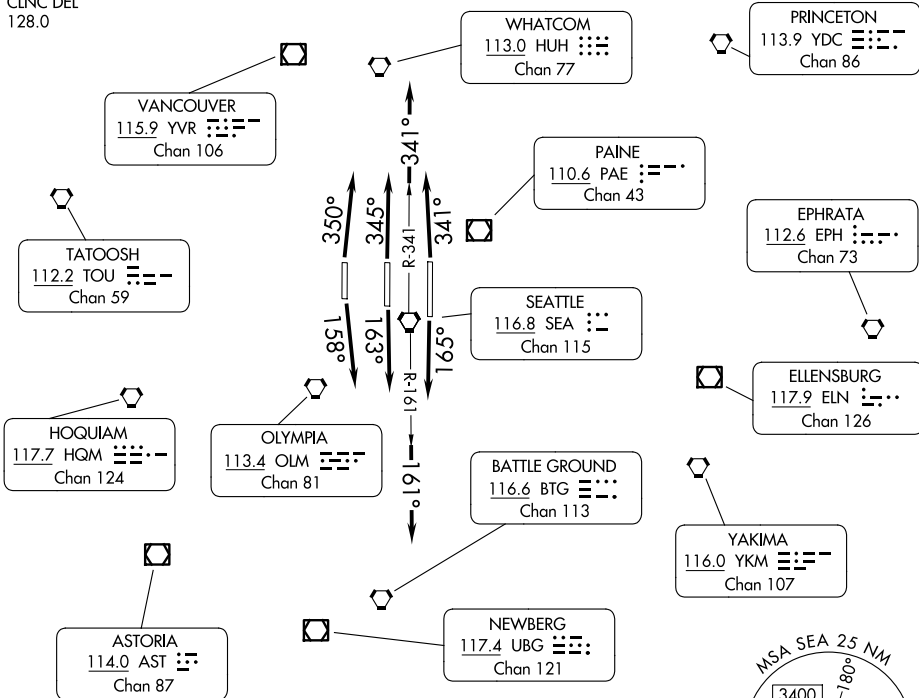 CLNC DEL
128.0
WHATCOM
113.0 HUH
Chan 77
PRINCETON
113.9 YDC
Chan 86
VANCOUVER
115.9 YVR
Chan 106
341°
PAINE
110.6 PAE
Chan 43
350°
345°
R-341
341°
TATOOSH
112.2 TOU
Chan 59
EPHRATA
112.6 EPH
Chan 73
SEATTLE
116.8 SEA
Chan 115
158°
163°
165°
R-191
ELLENSBURG
117.9 ELN
Chan 126
HOQUIAM
117.7 HQM
Chan 124
OLYMPIA
113.4 OLM
Chan 81
191°
BATTLE GROUND
116.6 BTG
Chan 113
YAKIMA
116.0 YKM
Chan 107
ASTORIA
114.0 AST
Chan 87
NEWBERG
117.4 UBG
Chan 121
MSA SEA 25 NM
180°
3400